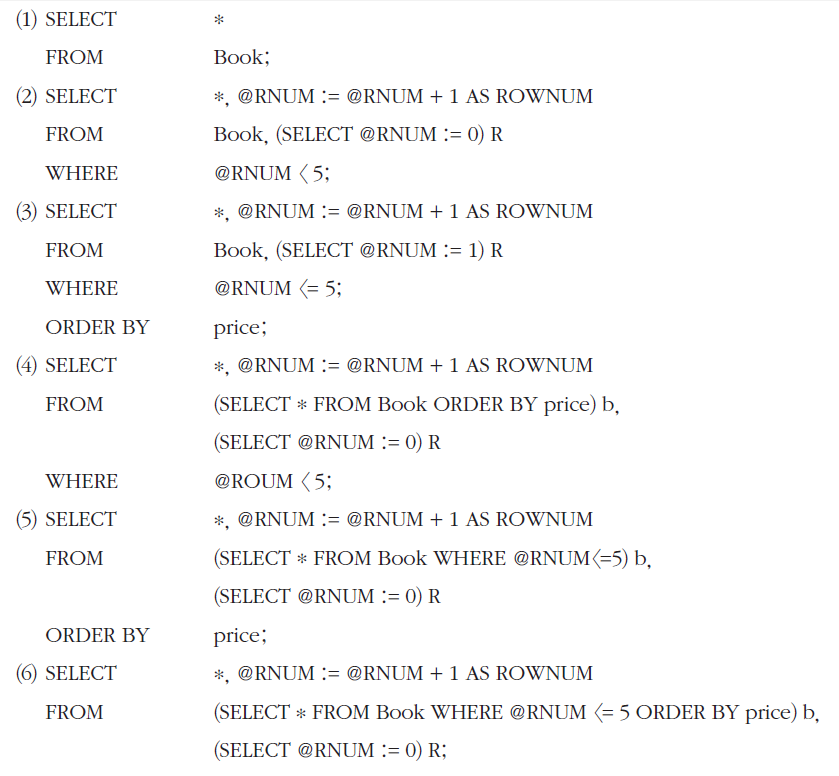 (1) SELECT *
FROM Book;
(2) SELECT *, @RNUM := @RNUM + 1 AS ROWNUM
FROM Book, (SELECT @RNUM := 0) R
WHERE @RNUM < 5;
(3) SELECT *, @RNUM := @RNUM + 1 AS ROWNUM
FROM Book, (SELECT @RNUM := 1) R
WHERE @RNUM <= 5;
ORDER BY price;
(4) SELECT *, @RNUM := @RNUM + 1 AS ROWNUM
FROM (SELECT * FROM Book ORDER BY price) b,
(SELECT @RNUM := 0) R
WHERE @ROUM < 5;
(5) SELECT *, @RNUM := @RNUM + 1 AS ROWNUM
FROM (SELECT * FROM Book WHERE @RNUM<=5) b,
(SELECT @RNUM := 0) R
ORDER BY price;
(6) SELECT *, @RNUM := @RNUM + 1 AS ROWNUM
FROM (SELECT * FROM Book WHERE @RNUM <= 5 ORDER BY price) b,
(SELECT @RNUM := 0) R;